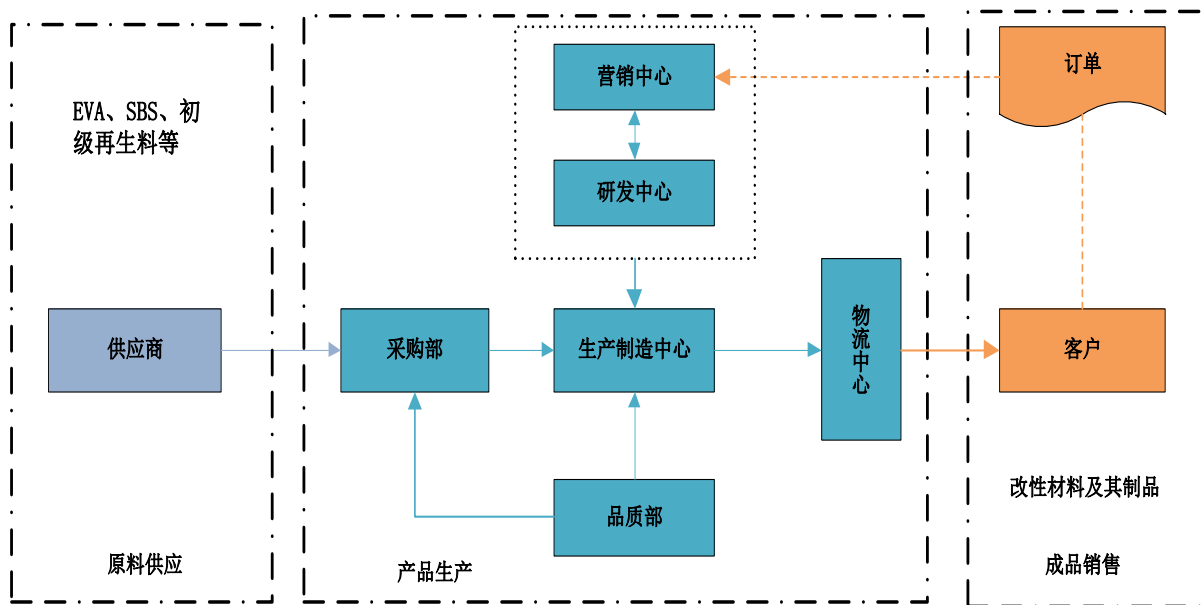 EVA、SBS、初
级再生料等
供应商
原料供应
营销中心
研发中心
采购部
生产制造中心
物流中心
品质部
产品生产
订单
客户
改性材料及其制品
成品销售